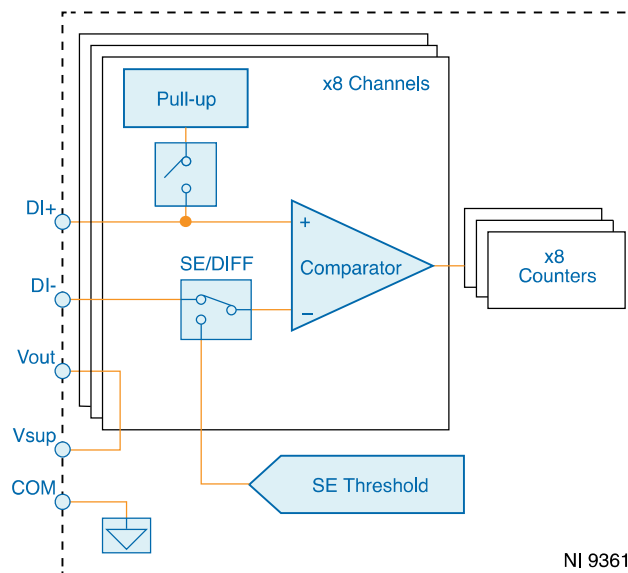 x8 Channels
Pull-up
DI+
+
SE/DIFF
Comparator
x8
Counters
DI-
−
Vout
Vsup
SE Threshold
COM
NI 9361